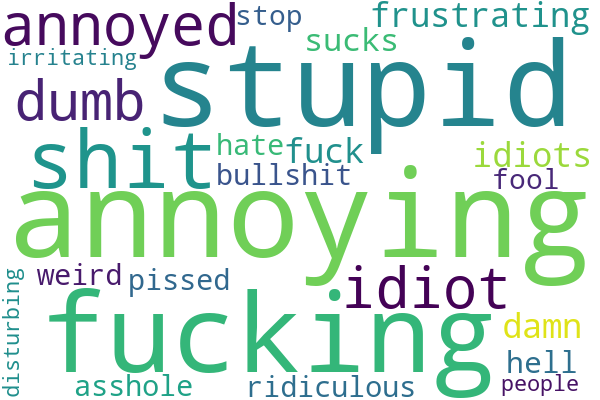 annoyed stop frustrating
irritating sucks
dumb stupid
shit hate fuck idiots
bullshit fool
annoying
weird pissed idiot
disturbing fucking damn
hell
asshole ridiculous people